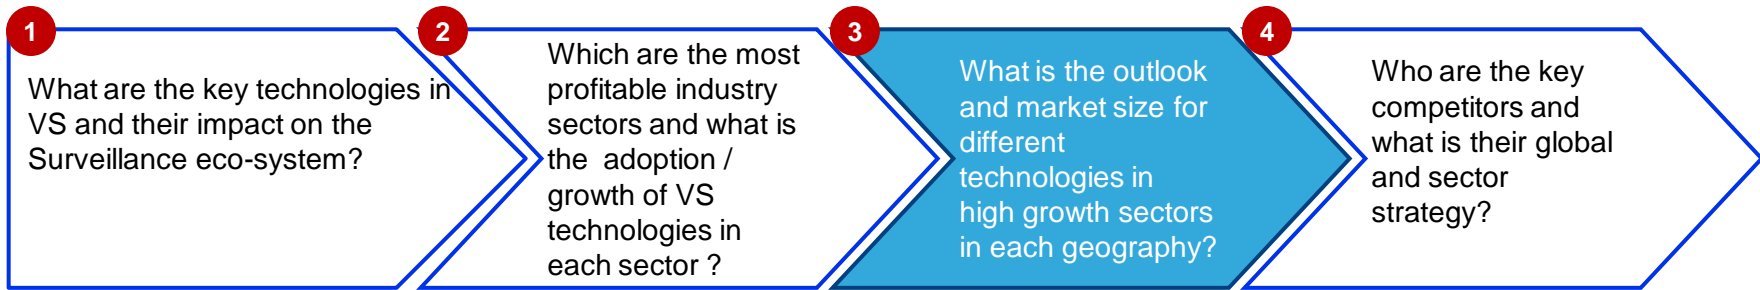 1
What are the key technologies in
VS and their impact on the
Surveillance eco-system?
2
Which are the most
profitable industry
sectors and what is
the adoption /
growth of VS
technologies in
each sector ?
3
What is the outlook
and market size for
different
technologies in
high growth sectors
in each geography?
4
Who are the key
competitors and
what is their global
and sector
strategy?